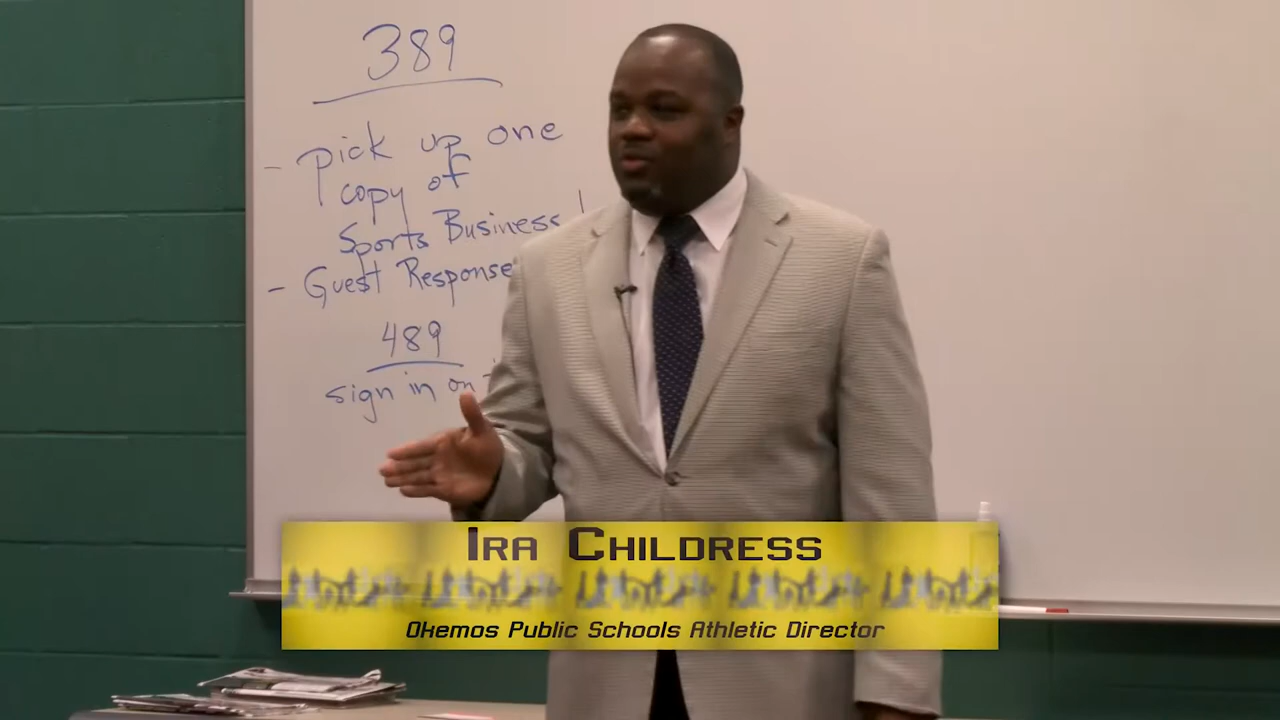 389
- pick up one
copy of
Sports Business
- Guest Response
489
sign in on
IRA CHILDRESS
Okemos Public Schools Athletic Director